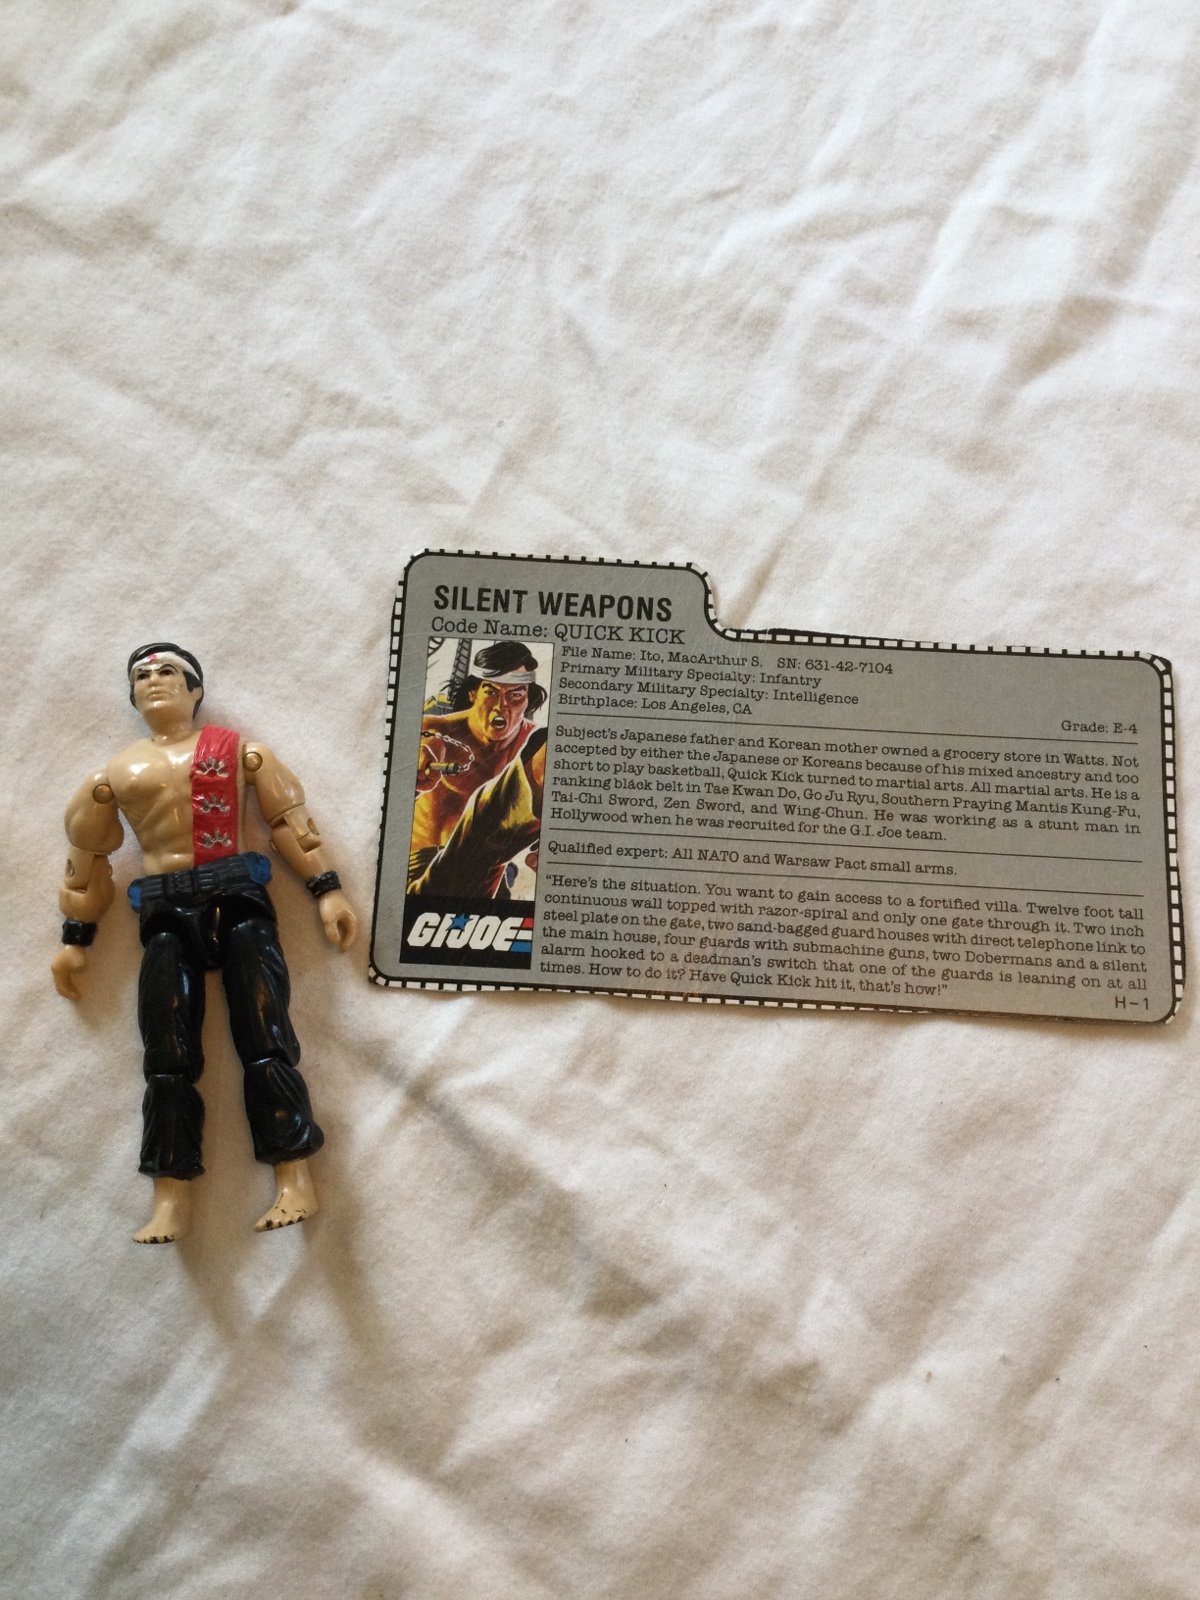 SILENT WEAPONS
Code Name: QUICK KICK
File Name: Ito, MacArthur S. SN: 631-42-7104
Primary Military Specialty: Infantry
Secondary Military Specialty: Intelligence
Birthplace: Los Angeles, CA
Grade: E-4
Subject's Japanese father and Korean mother owned a grocery store in Watts. Not
accepted by either the Japanese or Koreans because of his mixed ancestry and too
short to play basketball, Quick Kick turned to martial arts. All martial arts. He is a
ranking black belt in Tae Kwan Do, Go Ju Ryu, Southern Praying Mantis Kung-Fu,
Tai-Chi Sword, Zen Sword, and Wing-Chun. He was working as a stunt man in
Hollywood when he was recruited for the G.I. Joe team.
Qualified expert: All NATO and Warsaw Pact small arms.
"Here's the situation. You want to gain access to a fortified villa. Twelve foot tall
continuous wall topped with razor-spiral and only one gate through it. Two inch
steel plate on the gate, two sand-bagged guard houses with direct telephone link to
the main house, four guards with submachine guns, two Dobermans and a silent
alarm hooked to a deadman's switch that one of the guards is leaning on at all
times. How to do it? Have Quick Kick hit it, that's how!"
GI JOE
H-1